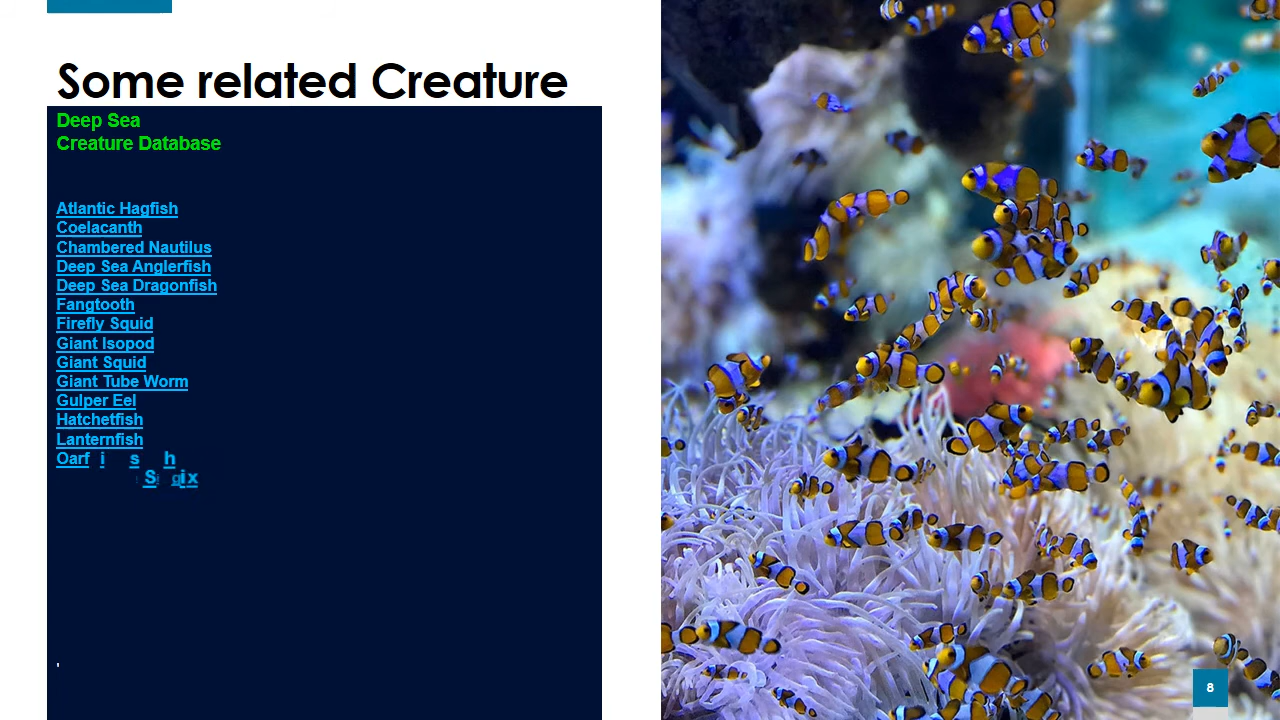 Some related Creature
Deep Sea
Creature Database
Atlantic Hagfish
Coelacanth
Chambered Nautilus
Deep Sea Anglerfish
Deep Sea Dragonfish
Fangtooth
Firefly Squid
Giant Isopod
Giant Squid
Giant Tube Worm
Gulper Eel
Hatchetfish
Lanternfish
Oarfish
8